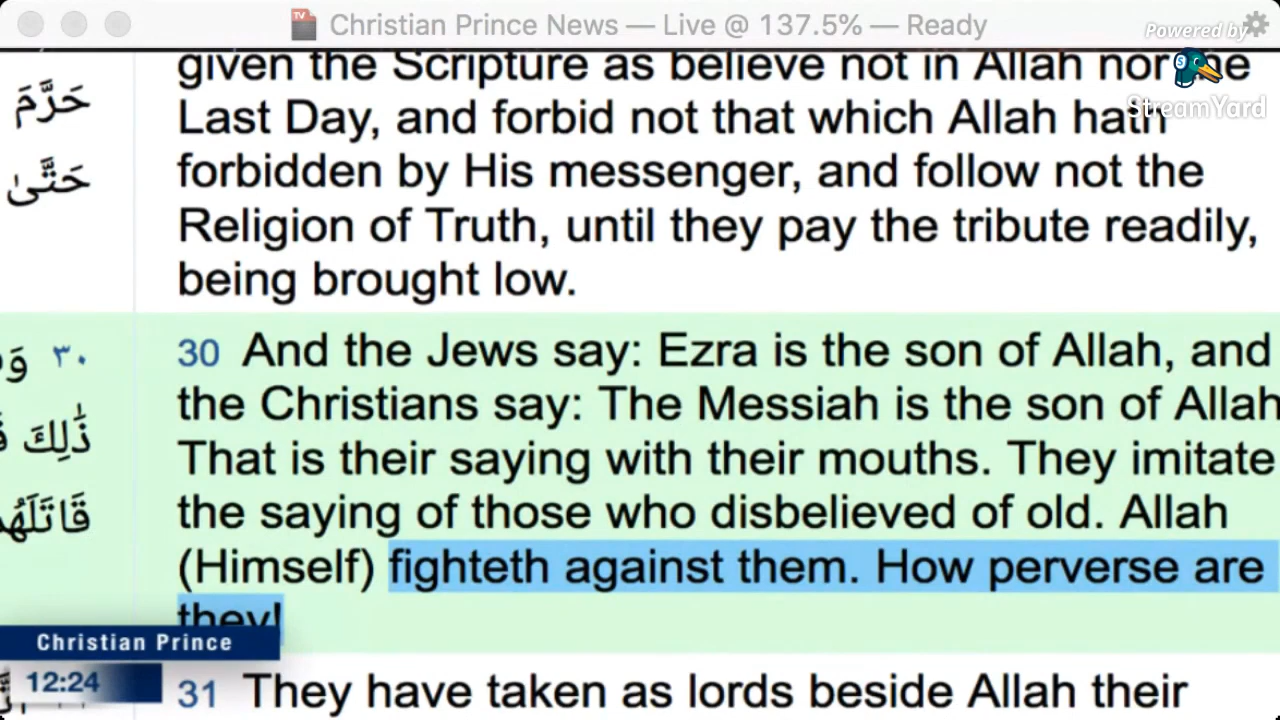 Christian Prince News — Live @ 137.5% — Ready
Powered by
StreamYard
given the Scripture as believe not in Allah nor the
Last Day, and forbid not that which Allah hath
forbidden by His messenger, and follow not the
Religion of Truth, until they pay the tribute readily,
being brought low.
حَرَّمَ
حَتَّىٰ
30 And the Jews say: Ezra is the son of Allah, and
the Christians say: The Messiah is the son of Allah
That is their saying with their mouths. They imitate
the saying of those who disbelieved of old. Allah
(Himself) fighteth against them. How perverse are
they!
٣٠
ذَٰلِكَ
Christian Prince
12:24
31 They have taken as lords beside Allah their